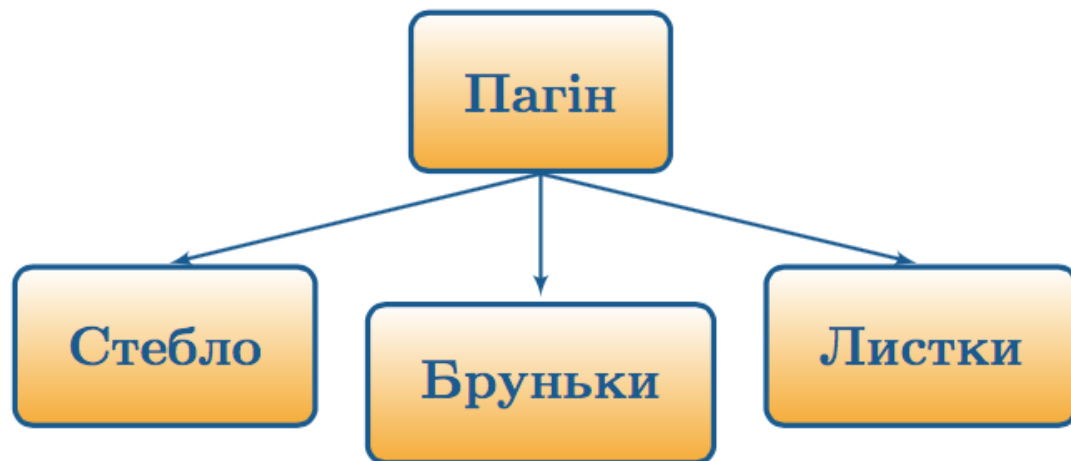 Пагін
Стебло
Бруньки
Листки